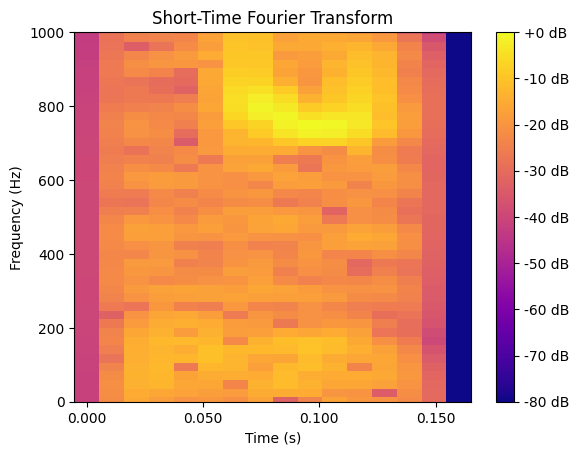 Short-Time Fourier Transform
1000
800
600
400
200
0
Frequency (Hz)
0.000
0.050
0.100
0.150
Time (s)
+0 dB
-10 dB
-20 dB
-30 dB
-40 dB
-50 dB
-60 dB
-70 dB
-80 dB